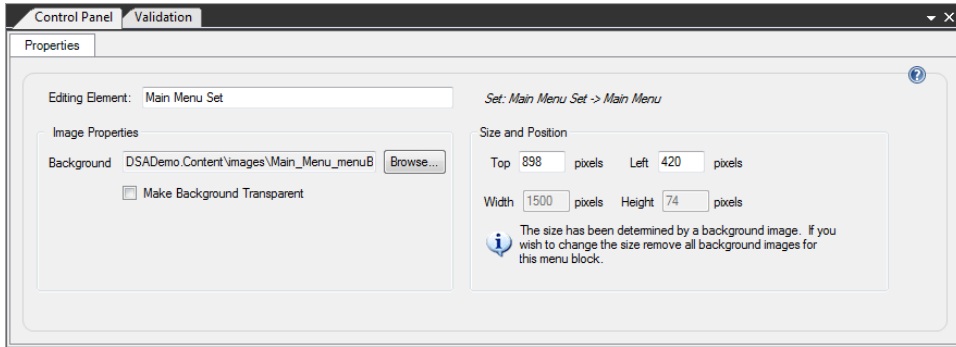 Control Panel Validation
Properties
Editing Element: Main Menu Set Set: Main Menu Set -> Main Menu
Image Properties Size and Position
Background DSADemo.Content\images\Main_Menu_menuB Browse... Top 898 pixels Left 420 pixels
Make Background Transparent
Width 1500 pixels Height 74 pixels
The size has been determined by a background image. If you
wish to change the size remove all background images for
this menu block.